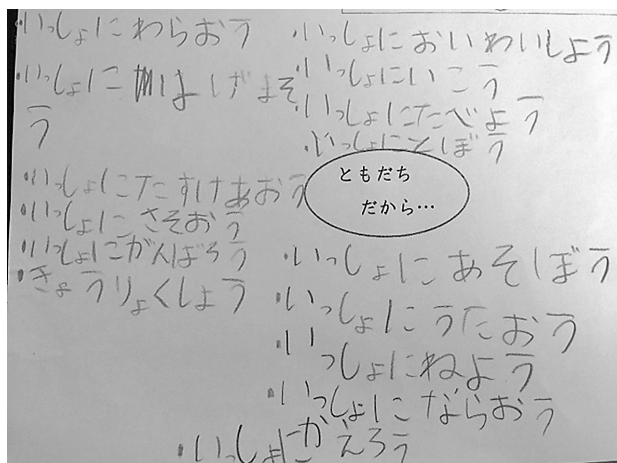 ・いっしょにわらおう
・いっしょにはげまそ
う
・いっしょにたすけあおう
・いっしょにさそおう
・いっしょにがんばろう
・きょうりょくしよう
・いっしょにおいわいしよう
・いっしょにいこう
・いっしょにたべよう
・いっしょにとぼう
ともだち
だから…
・いっしょにあそぼう
・いっしょにうたおう
・いっしょにねよう
・いっしょにならおう
・いっしょにかえろう